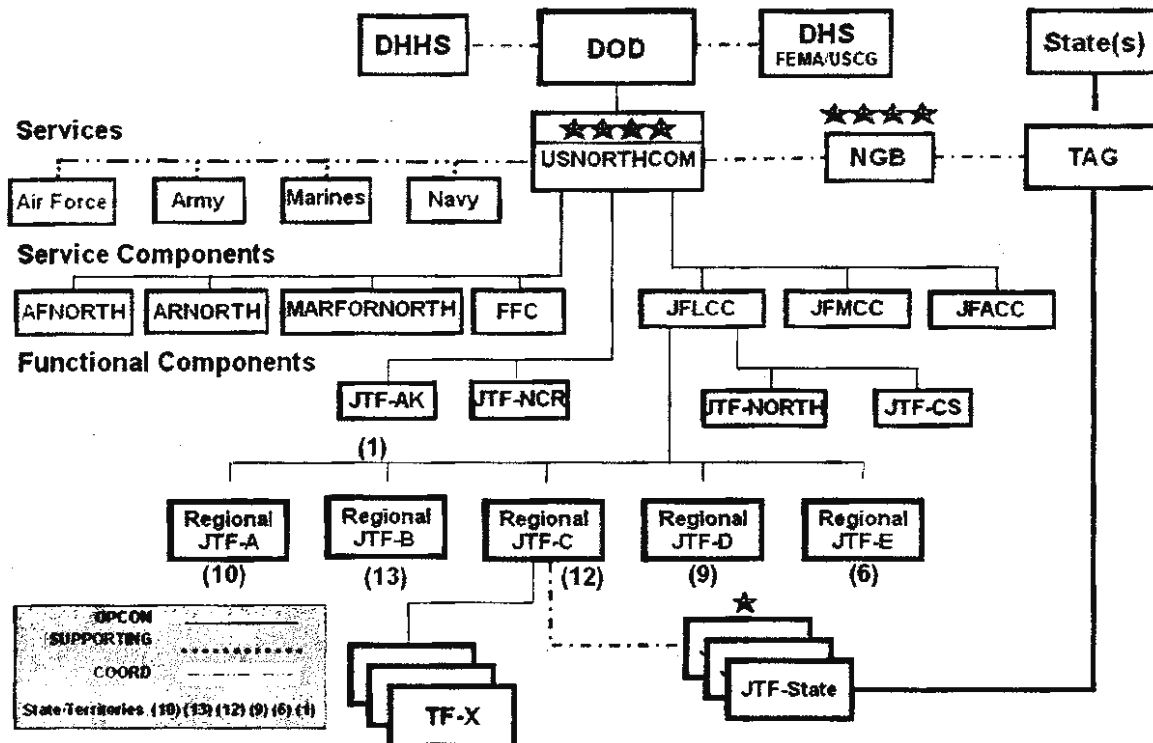 DHHS
DOD
DHS
FEMA/USCG
State(s)
Services
USNORTHCOM
NGB
TAG
Air Force
Army
Marines
Navy
Service Components
AFNORTH
ARNORTH
MARFORNORTH
FFC
JFLCC
JFMCC
JFACC
Functional Components
JTF-AK
JTF-NCR
JTF-NORTH
JTF-CS
(1)
Regional
JTF-A
Regional
JTF-B
Regional
JTF-C
Regional
JTF-D
Regional
JTF-E
(10)
(13)
(12)
(9)
(6)
OPCON
SUPPORTING
COORD
State-Territories (10) (13) (12) (9) (6) (1)
TF-X
JTF-State